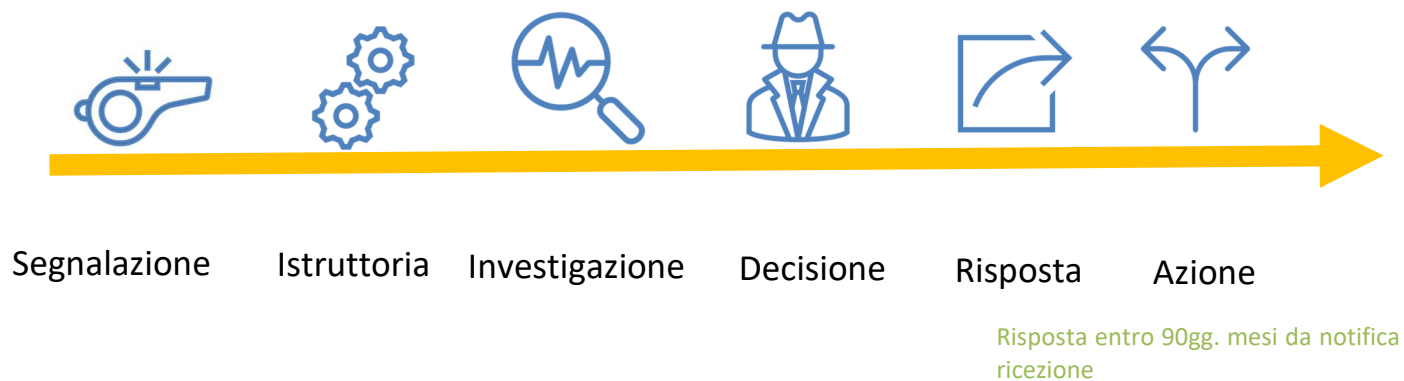 Segnalazione
Istruttoria
Investigazione
Decisione
Risposta
Azione
Risposta entro 90gg. mesi da notifica
ricezione